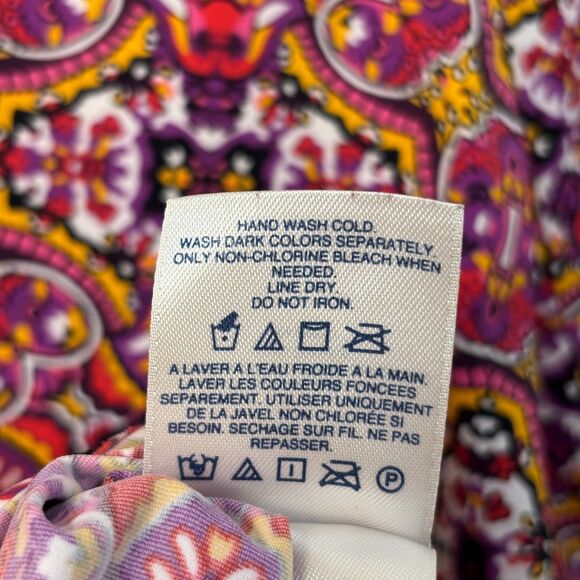 HAND WASH COLD.
WASH DARK COLORS SEPARATELY.
ONLY NON-CHLORINE BLEACH WHEN
NEEDED.
LINE DRY.
DO NOT IRON.
A LAVER A L'EAU FROIDE A LA MAIN.
LAVER LES COULEURS FONCEES
SEPAREMENT. UTILISER UNIQUEMENT
DE LA JAVEL NON CHLORÉE SI
BESOIN. SECHAGE SUR FIL. NE PAS
REPASSER.
P